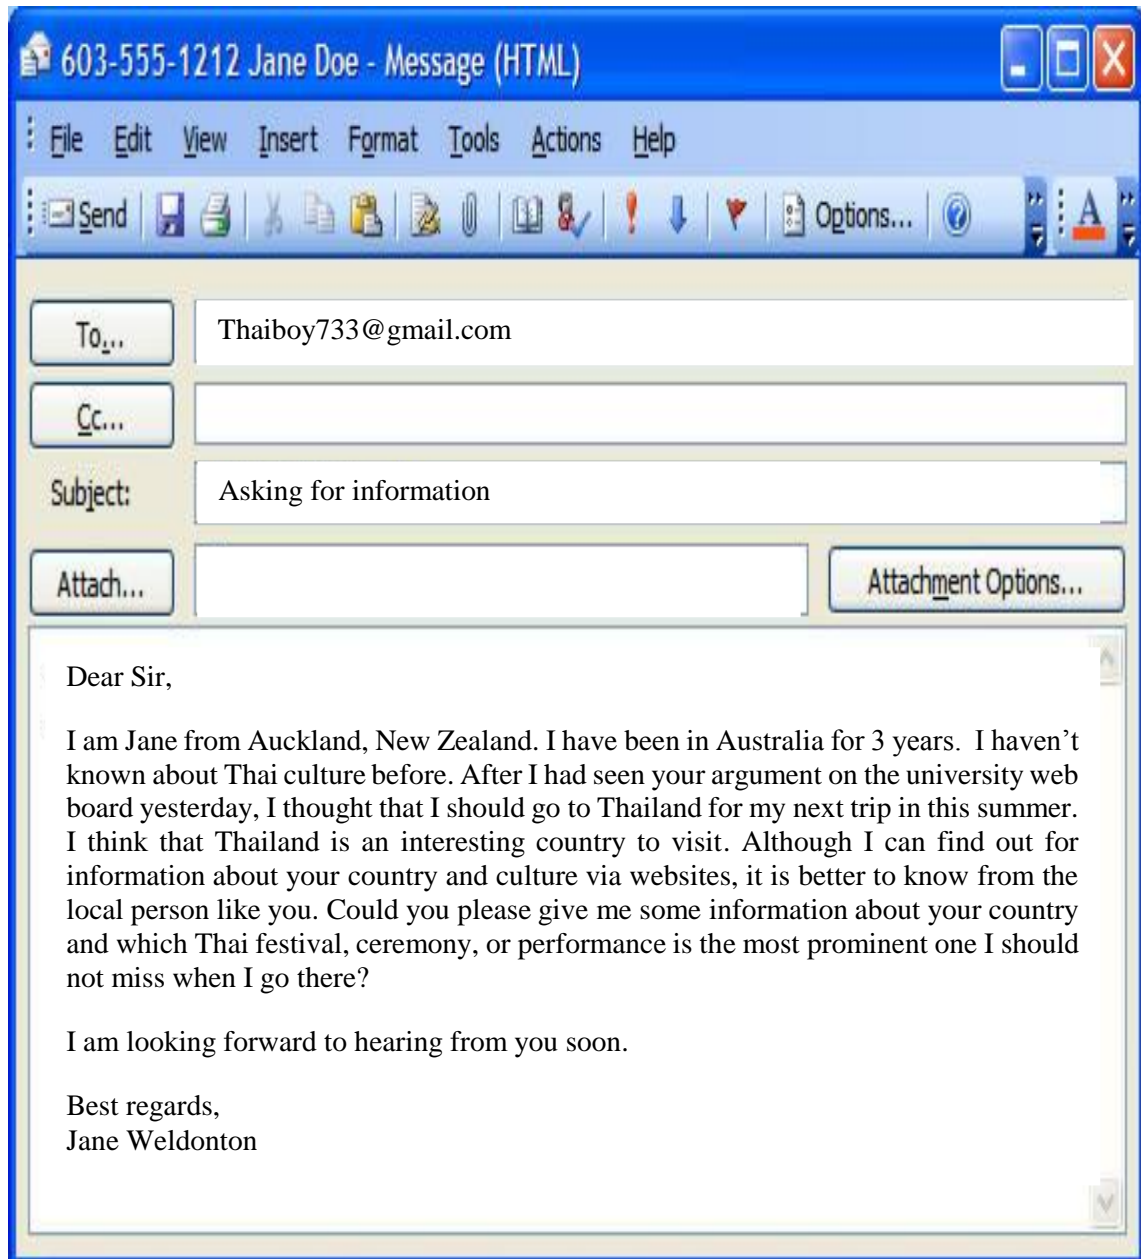 603-555-1212 Jane Doe - Message (HTML)
File Edit View Insert Format Tools Actions Help
Send Options...
To... Thaiboy733@gmail.com
Cc...
Subject: Asking for information
Attach... Attachment Options...
Dear Sir,
I am Jane from Auckland, New Zealand. I have been in Australia for 3 years. I haven’t
known about Thai culture before. After I had seen your argument on the university web
board yesterday, I thought that I should go to Thailand for my next trip in this summer.
I think that Thailand is an interesting country to visit. Although I can find out for
information about your country and culture via websites, it is better to know from the
local person like you. Could you please give me some information about your country
and which Thai festival, ceremony, or performance is the most prominent one I should
not miss when I go there?
I am looking forward to hearing from you soon.
Best regards,
Jane Weldonton